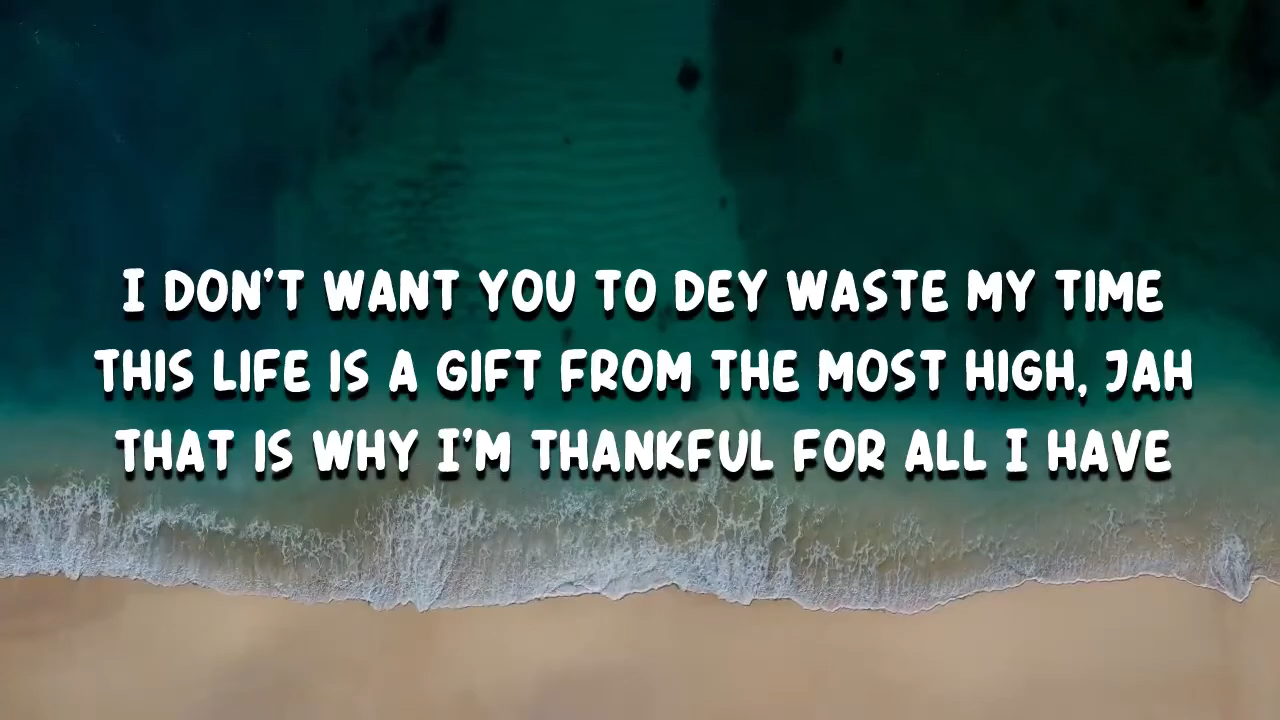 I DON'T WANT YOU TO DEY WASTE MY TIME
THIS LIFE IS A GIFT FROM THE MOST HIGH, JAH
THAT IS WHY I'M THANKFUL FOR ALL I HAVE